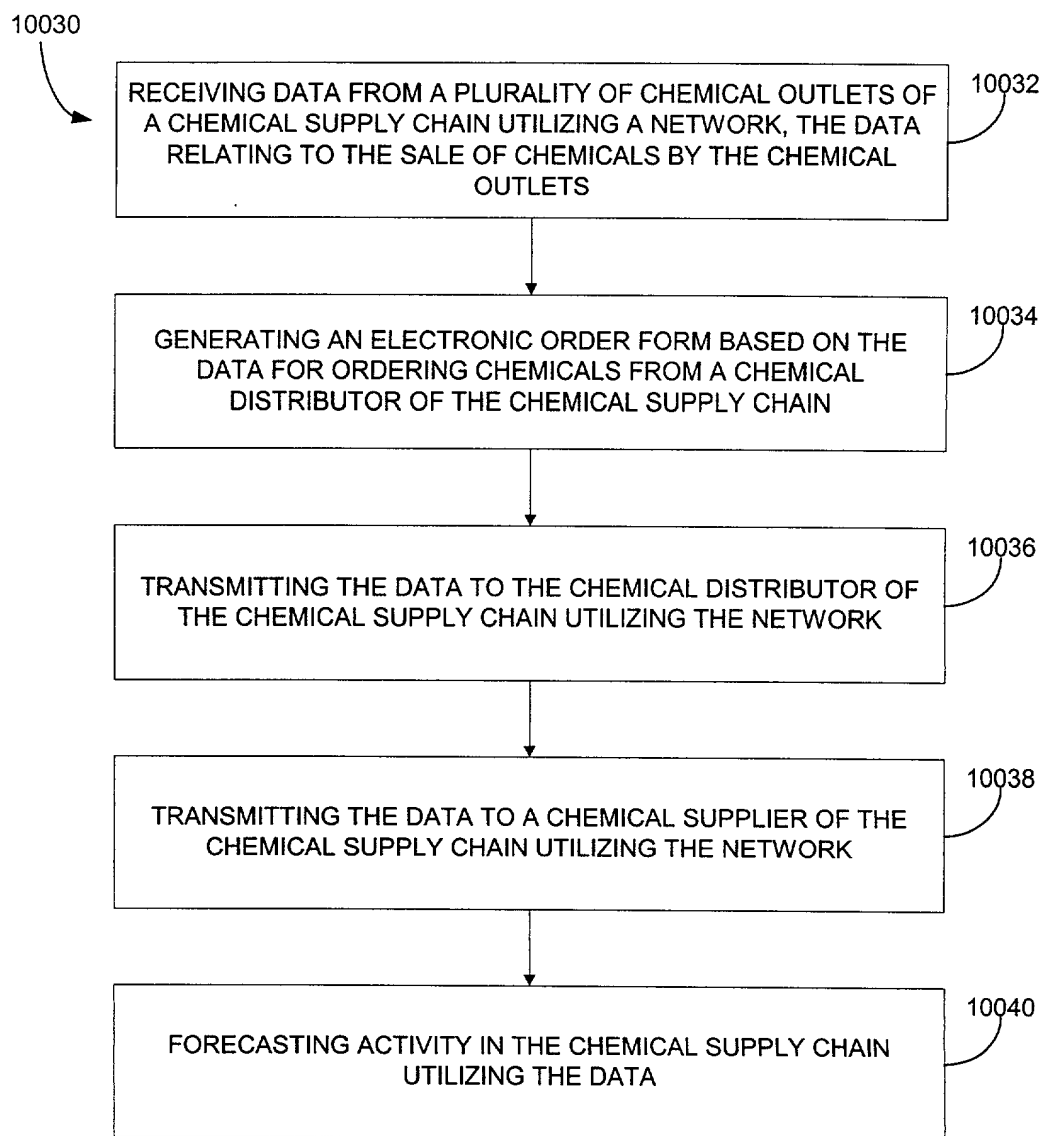 10030
RECEIVING DATA FROM A PLURALITY OF CHEMICAL OUTLETS OF
A CHEMICAL SUPPLY CHAIN UTILIZING A NETWORK, THE DATA
RELATING TO THE SALE OF CHEMICALS BY THE CHEMICAL
OUTLETS
10032
GENERATING AN ELECTRONIC ORDER FORM BASED ON THE
DATA FOR ORDERING CHEMICALS FROM A CHEMICAL
DISTRIBUTOR OF THE CHEMICAL SUPPLY CHAIN
10034
TRANSMITTING THE DATA TO THE CHEMICAL DISTRIBUTOR OF
THE CHEMICAL SUPPLY CHAIN UTILIZING THE NETWORK
10036
TRANSMITTING THE DATA TO A CHEMICAL SUPPLIER OF THE
CHEMICAL SUPPLY CHAIN UTILIZING THE NETWORK
10038
FORECASTING ACTIVITY IN THE CHEMICAL SUPPLY CHAIN
UTILIZING THE DATA
10040